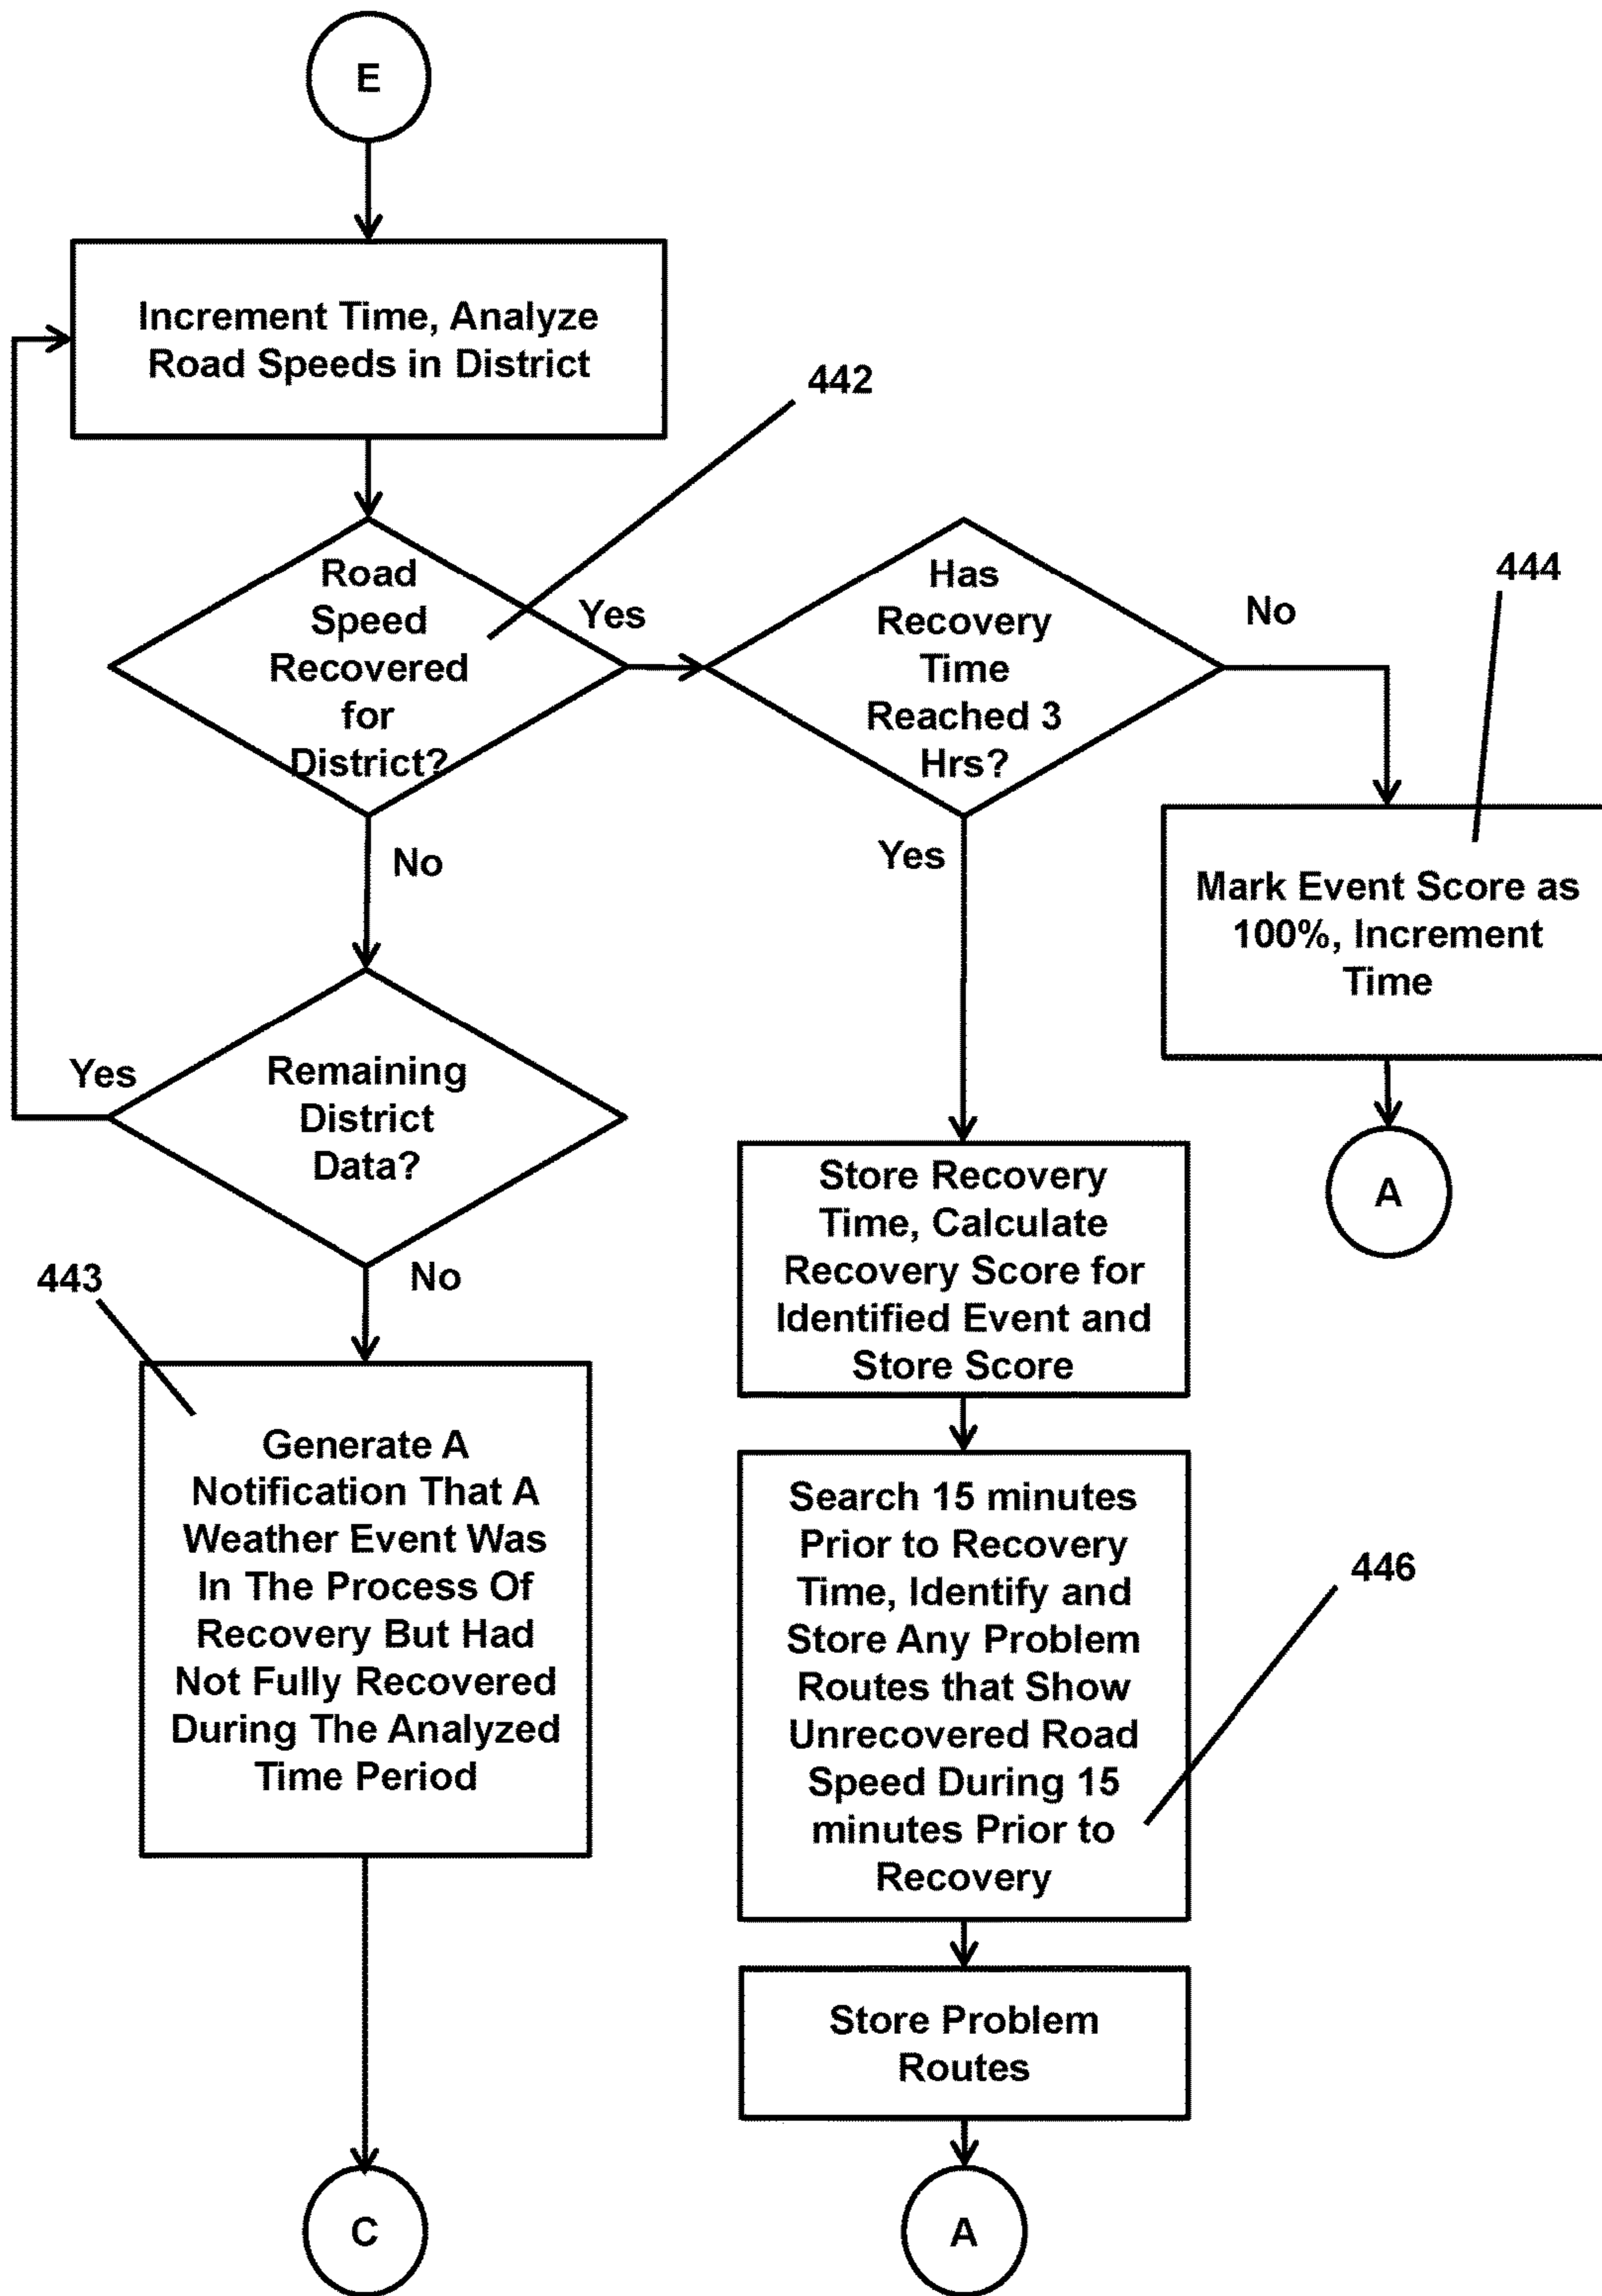 E
Increment Time, Analyze
Road Speeds in District
442
Road
Speed
Recovered
for
District?
Yes
Has
Recovery
Time
Reached 3
Hrs?
No
444
Mark Event Score as
100%, Increment
Time
A
No
Yes
Remaining
District
Data?
Yes
No
443
Generate A
Notification That A
Weather Event Was
In The Process Of
Recovery But Had
Not Fully Recovered
During The Analyzed
Time Period
C
Store Recovery
Time, Calculate
Recovery Score for
Identified Event and
Store Score
Search 15 minutes
Prior to Recovery
Time, Identify and
Store Any Problem
Routes that Show
Unrecovered Road
Speed During 15
minutes Prior to
Recovery
446
Store Problem
Routes
A